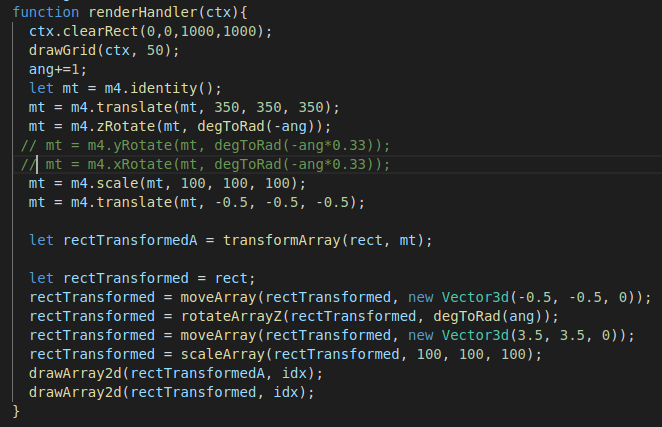 function renderHandler(ctx){
ctx.clearRect(0,0,1000,1000);
drawGrid(ctx, 50);
ang+=1;
let mt = m4.identity();
mt = m4.translate(mt, 350, 350, 350);
mt = m4.zRotate(mt, degToRad(-ang));
// mt = m4.yRotate(mt, degToRad(-ang*0.33));
// mt = m4.xRotate(mt, degToRad(-ang*0.33));
mt = m4.scale(mt, 100, 100, 100);
mt = m4.translate(mt, -0.5, -0.5, -0.5);
let rectTransformedA = transformArray(rect, mt);
let rectTransformed = rect;
rectTransformed = moveArray(rectTransformed, new Vector3d(-0.5, -0.5, 0));
rectTransformed = rotateArrayZ(rectTransformed, degToRad(ang));
rectTransformed = moveArray(rectTransformed, new Vector3d(3.5, 3.5, 0));
rectTransformed = scaleArray(rectTransformed, 100, 100, 100);
drawArray2d(rectTransformedA, idx);
drawArray2d(rectTransformed, idx);
}